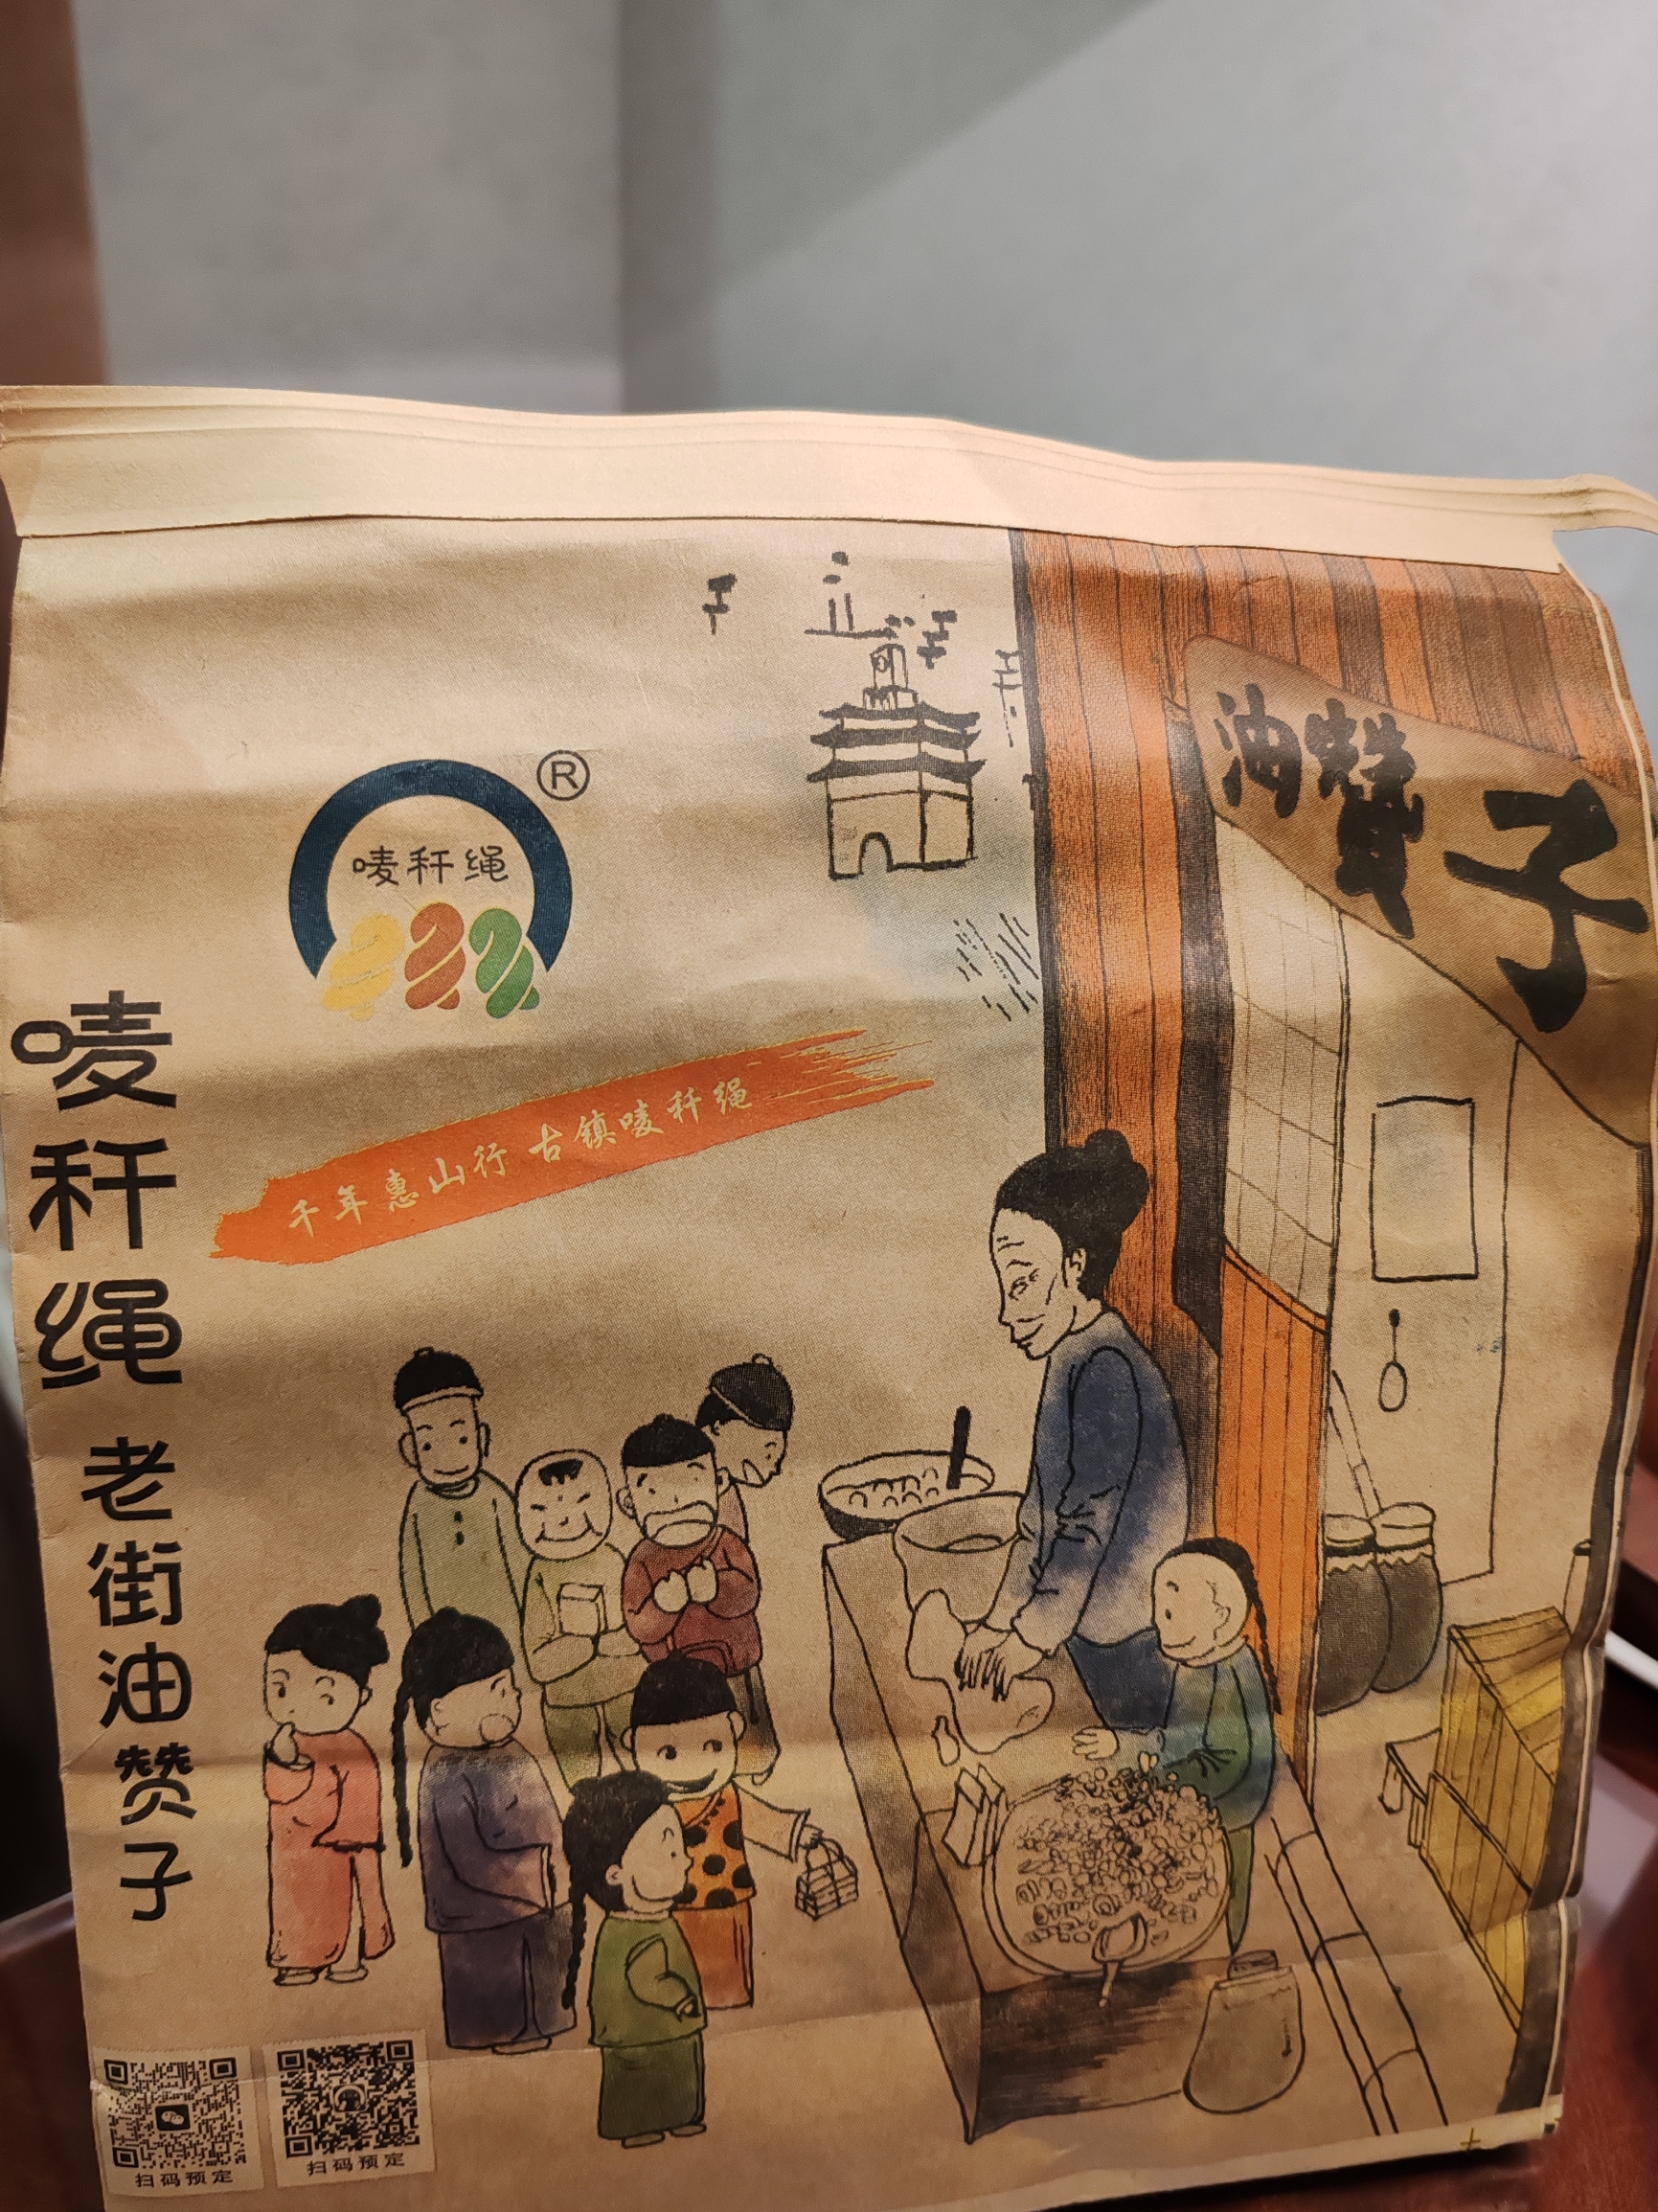 油贊子
®
唛秆绳
千年惠山行 古镇唛秆绳
唛秆绳 老街油赞子
扫码预定
扫码预定